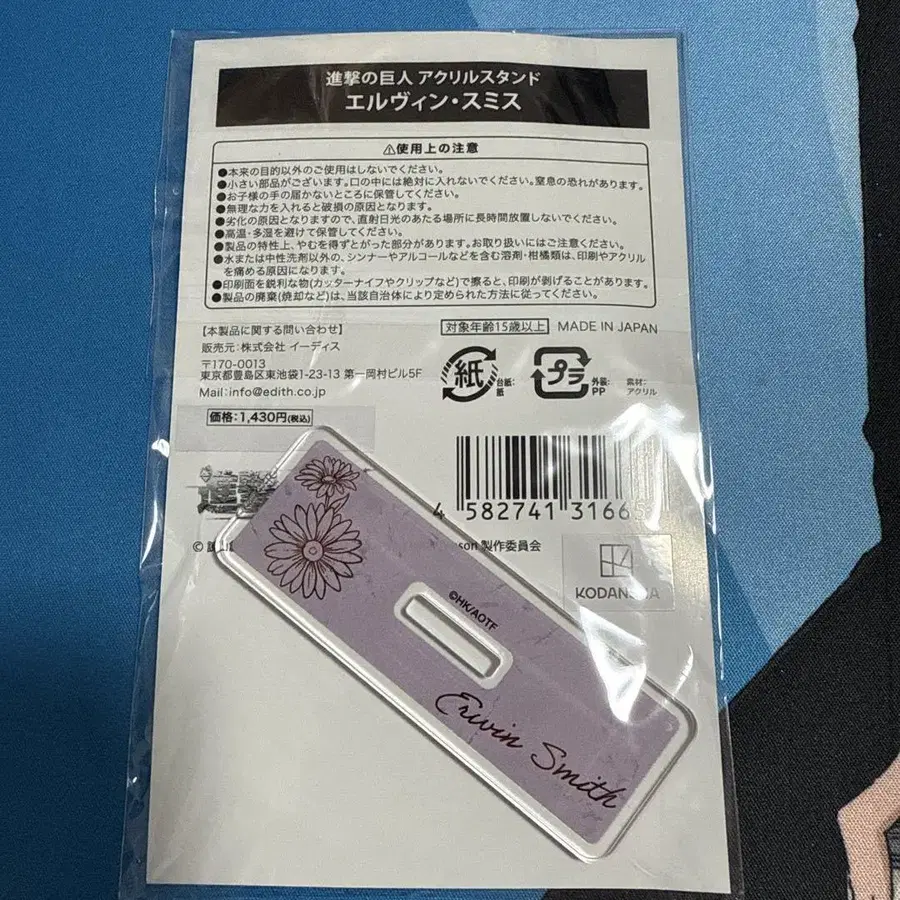 進撃の巨人 アクリルスタンド
エルヴィン・スミス
⚠使用上の注意
●本来の目的以外のご使用はしないでください。
●小さい部品がございます。口の中には絶対に入れないでください。窒息の恐れがあります。
●お子様の手の届かないところに保管してください。
●無理な力を入れると破損の原因となります。
●劣化の原因となりますので、直射日光のあたる場所に長時間放置しないでください。
●高温・多湿を避けて保管してください。
●製品の特性上、やむを得ずとがった部分があります。お取り扱いにはご注意ください。
●水または中性洗剤以外の、シンナーやアルコールなどを含む溶剤・柑橘類は、印刷やアクリル
を痛める原因になります。
●印刷面を鋭利な物(カッターナイフやクリップなど)で擦ると、印刷が剥げることがあります。
●製品の廃棄(焼却など)は、当該自治体により定められた方法に従ってください。
【本製品に関する問い合わせ】
販売元:株式会社 イーディス
〒170-0013
東京都豊島区東池袋1-23-13 第一岡村ビル5F
Mail:info@edith.co.jp
対象年齢15歳以上 MADE IN JAPAN
紙
台紙:
紙
プラ
外装:
PP
素材:
アクリル
価格:1,430円(税込)
進撃
4 582741 31665
©
son 製作委員会
KODANSHA
©HK/AOTF
Erwin Smith